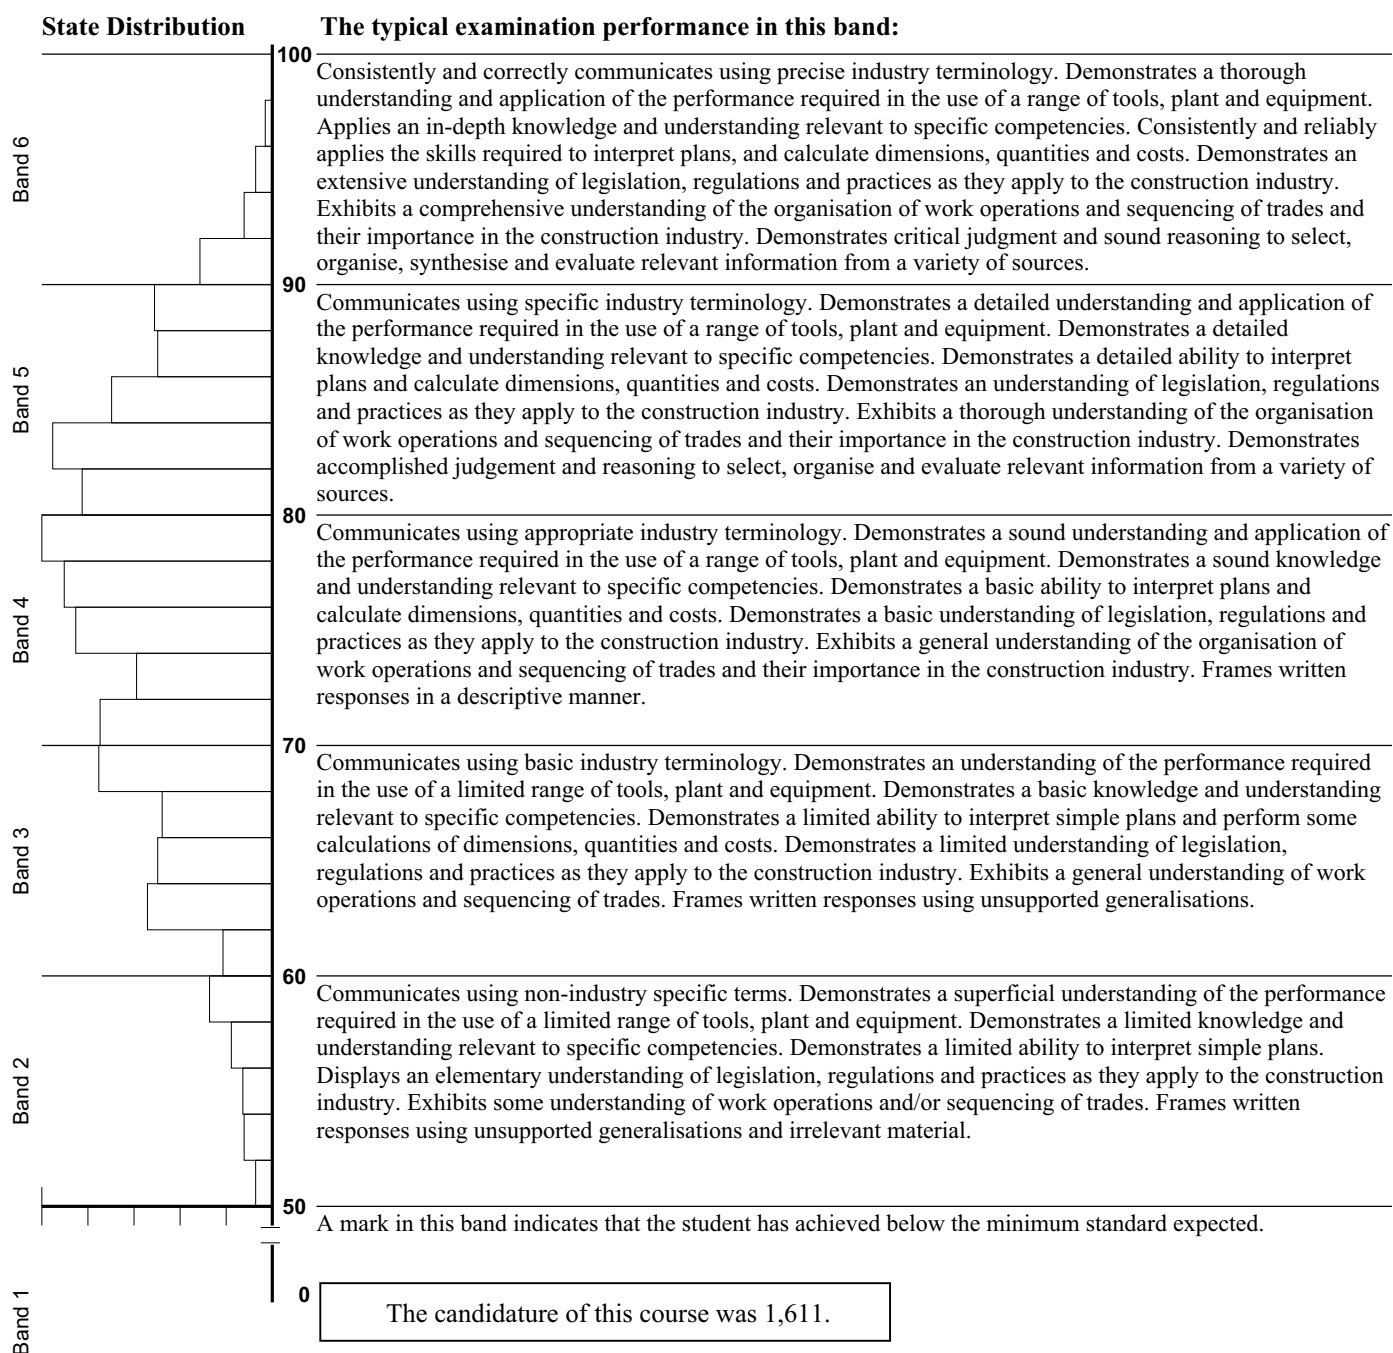 State Distribution
The typical examination performance in this band:
100
Band 6
Consistently and correctly communicates using precise industry terminology. Demonstrates a thorough
understanding and application of the performance required in the use of a range of tools, plant and equipment.
Applies an in-depth knowledge and understanding relevant to specific competencies. Consistently and reliably
applies the skills required to interpret plans, and calculate dimensions, quantities and costs. Demonstrates an
extensive understanding of legislation, regulations and practices as they apply to the construction industry.
Exhibits a comprehensive understanding of the organisation of work operations and sequencing of trades and
their importance in the construction industry. Demonstrates critical judgment and sound reasoning to select,
organise, synthesise and evaluate relevant information from a variety of sources.
90
Band 5
Communicates using specific industry terminology. Demonstrates a detailed understanding and application of
the performance required in the use of a range of tools, plant and equipment. Demonstrates a detailed
knowledge and understanding relevant to specific competencies. Demonstrates a detailed ability to interpret
plans and calculate dimensions, quantities and costs. Demonstrates an understanding of legislation, regulations
and practices as they apply to the construction industry. Exhibits a thorough understanding of the organisation
of work operations and sequencing of trades and their importance in the construction industry. Demonstrates
accomplished judgement and reasoning to select, organise and evaluate relevant information from a variety of
sources.
80
Band 4
Communicates using appropriate industry terminology. Demonstrates a sound understanding and application of
the performance required in the use of a range of tools, plant and equipment. Demonstrates a sound knowledge
and understanding relevant to specific competencies. Demonstrates a basic ability to interpret plans and
calculate dimensions, quantities and costs. Demonstrates a basic understanding of legislation, regulations and
practices as they apply to the construction industry. Exhibits a general understanding of the organisation of
work operations and sequencing of trades and their importance in the construction industry. Frames written
responses in a descriptive manner.
70
Band 3
Communicates using basic industry terminology. Demonstrates an understanding of the performance required
in the use of a limited range of tools, plant and equipment. Demonstrates a basic knowledge and understanding
relevant to specific competencies. Demonstrates a limited ability to interpret simple plans and perform some
calculations of dimensions, quantities and costs. Demonstrates a limited understanding of legislation,
regulations and practices as they apply to the construction industry. Exhibits a general understanding of work
operations and sequencing of trades. Frames written responses using unsupported generalisations.
60
Band 2
Communicates using non-industry specific terms. Demonstrates a superficial understanding of the performance
required in the use of a limited range of tools, plant and equipment. Demonstrates a limited knowledge and
understanding relevant to specific competencies. Demonstrates a limited ability to interpret simple plans.
Displays an elementary understanding of legislation, regulations and practices as they apply to the construction
industry. Exhibits some understanding of work operations and/or sequencing of trades. Frames written
responses using unsupported generalisations and irrelevant material.
50
A mark in this band indicates that the student has achieved below the minimum standard expected.
0
Band 1
The candidature of this course was 1,611.